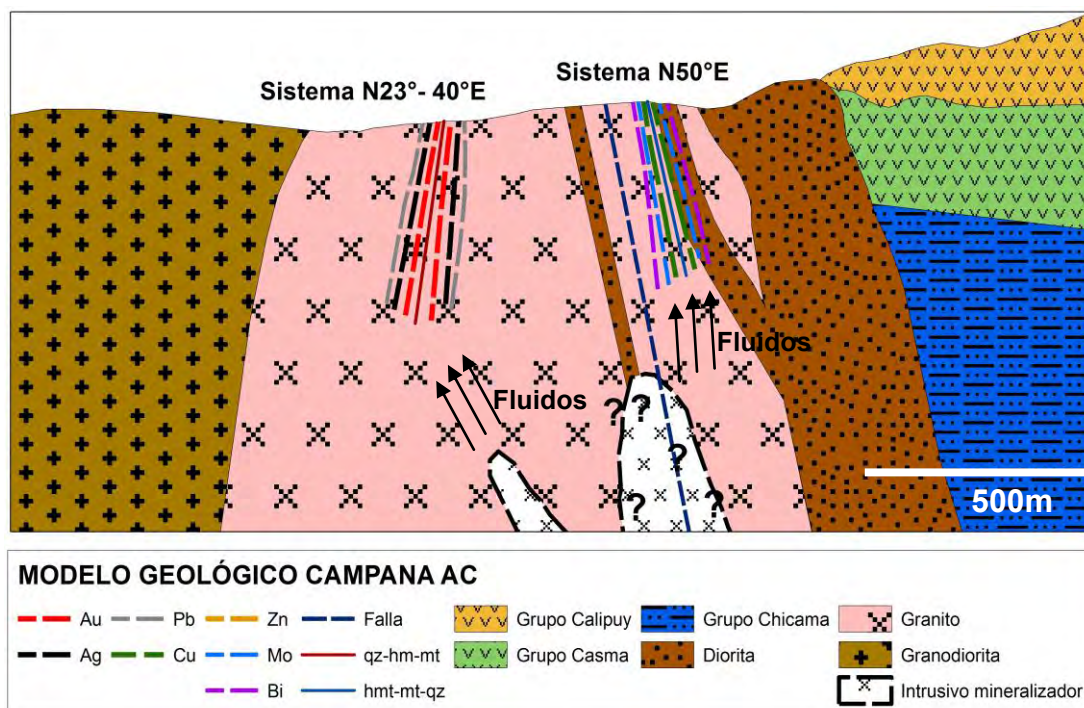 Sistema N23°- 40°E
Sistema N50°E
Fluidos
Fluidos
?
?
?
?
?
500m
MODELO GEOLÓGICO CAMPANA AC
Au
Pb
Zn
Falla
Grupo Calipuy
Grupo Chicama
Granito
Ag
Cu
Mo
qz-hm-mt
Grupo Casma
Diorita
Granodiorita
Bi
hmt-mt-qz
Intrusivo mineralizador